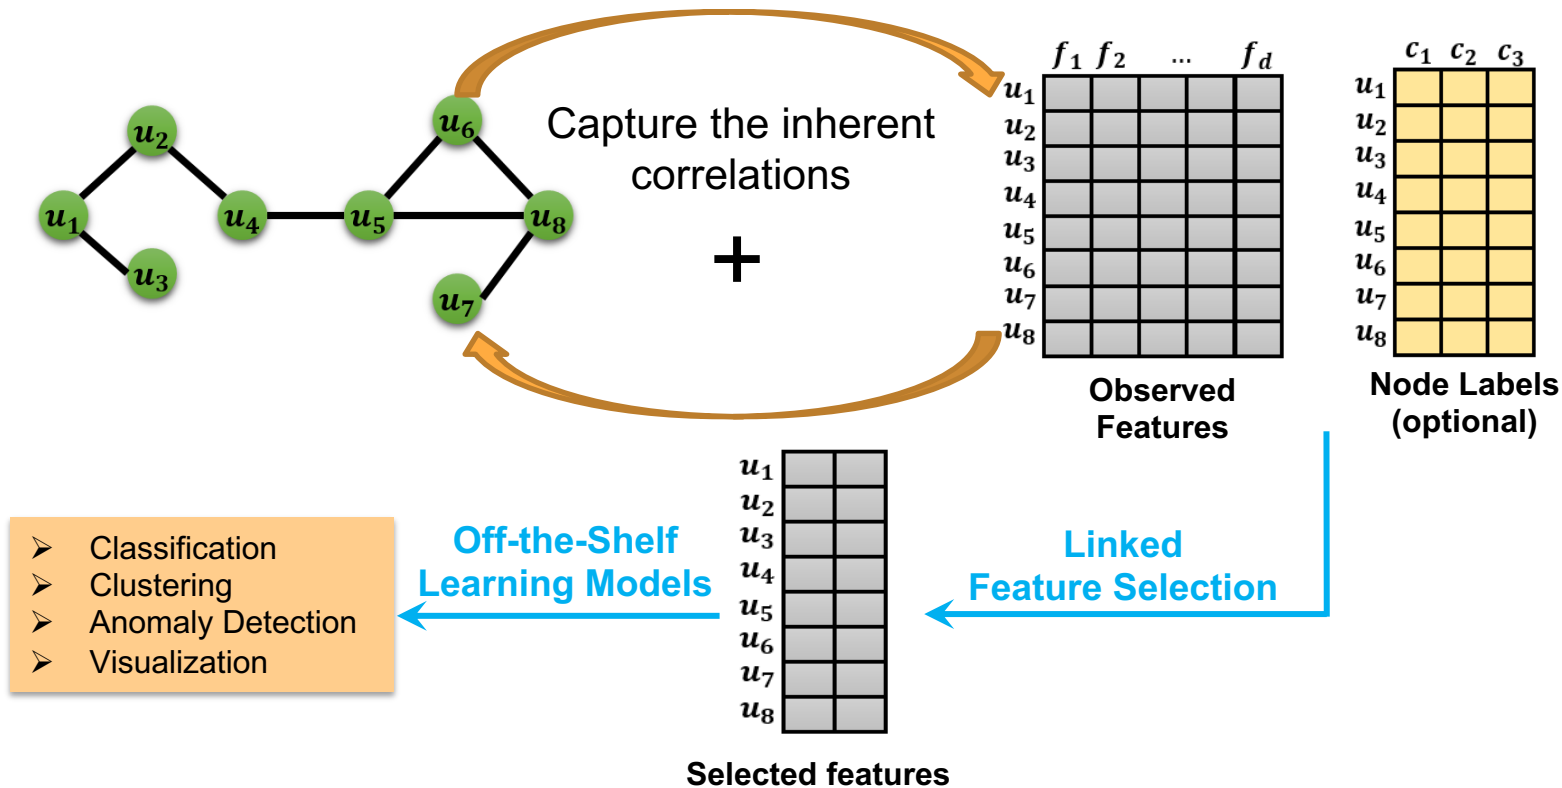 u₂
u₁
u₃
u₄
u₅
u₆
u₈
u₇
Capture the inherent
correlations
+
f₁ f₂ ... f_d
u₁
u₂
u₃
u₄
u₅
u₆
u₇
u₈
Observed
Features
c₁ c₂ c₃
u₁
u₂
u₃
u₄
u₅
u₆
u₇
u₈
Node Labels
(optional)
Linked
Feature Selection
u₁
u₂
u₃
u₄
u₅
u₆
u₇
u₈
Selected features
Off-the-Shelf
Learning Models
➢ Classification
➢ Clustering
➢ Anomaly Detection
➢ Visualization